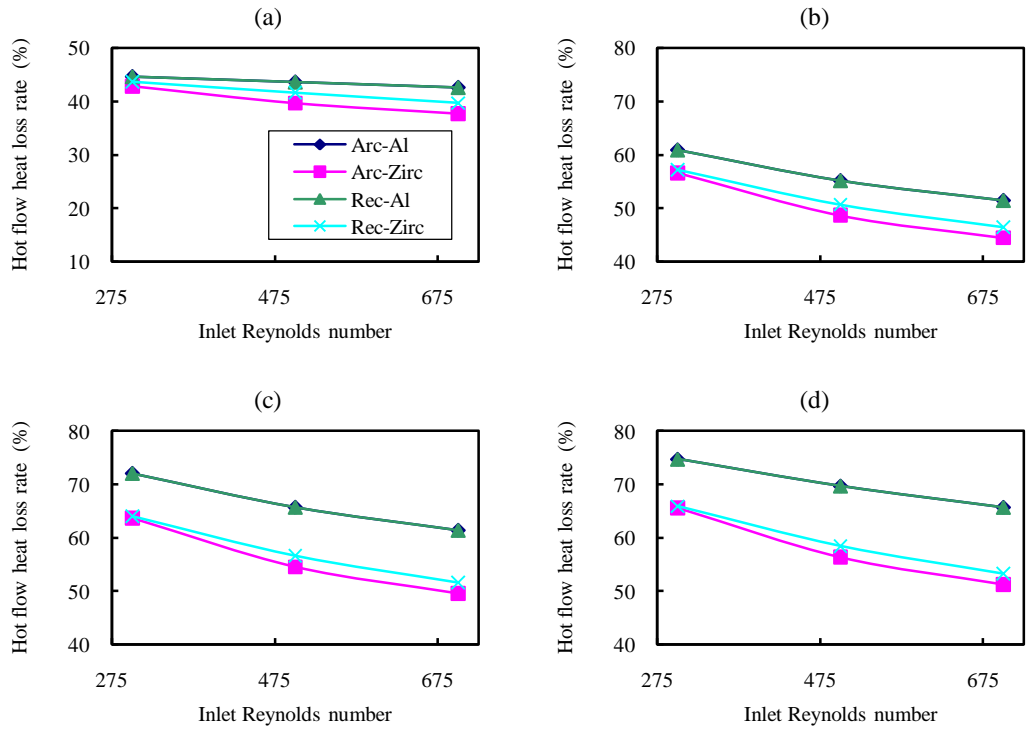 (a)
Hot flow heat loss rate (%)
50
40
30
20
10
Arc-Al
Arc-Zirc
Rec-Al
Rec-Zirc
275 475 675
Inlet Reynolds number
(b)
Hot flow heat loss rate (%)
80
70
60
50
40
275 475 675
Inlet Reynolds number
(c)
Hot flow heat loss rate (%)
80
70
60
50
40
275 475 675
Inlet Reynolds number
(d)
Hot flow heat loss rate (%)
80
70
60
50
40
275 475 675
Inlet Reynolds number